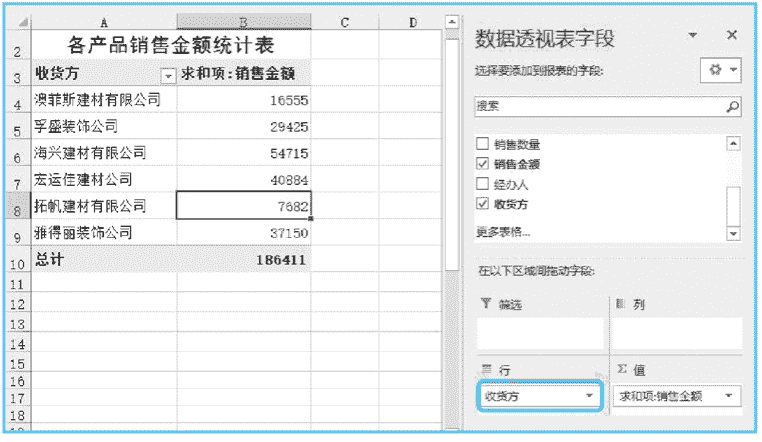 A B C D
2 各产品销售金额统计表
3 收货方 求和项:销售金额
4 澳菲斯建材有限公司 16555
5 孚盛装饰公司 29425
6 海兴建材有限公司 54715
7 宏运佳建材公司 40884
8 拓帆建材有限公司 7682
9 雅得丽装饰公司 37150
10 总计 186411
11
12
13
14
15
16
17
18
数据透视表字段
选择要添加到报表的字段:
搜索
销售数量
销售金额
经办人
收货方
更多表格...
在以下区域间拖动字段:
筛选 列
行 Σ 值
收货方 求和项:销售金额